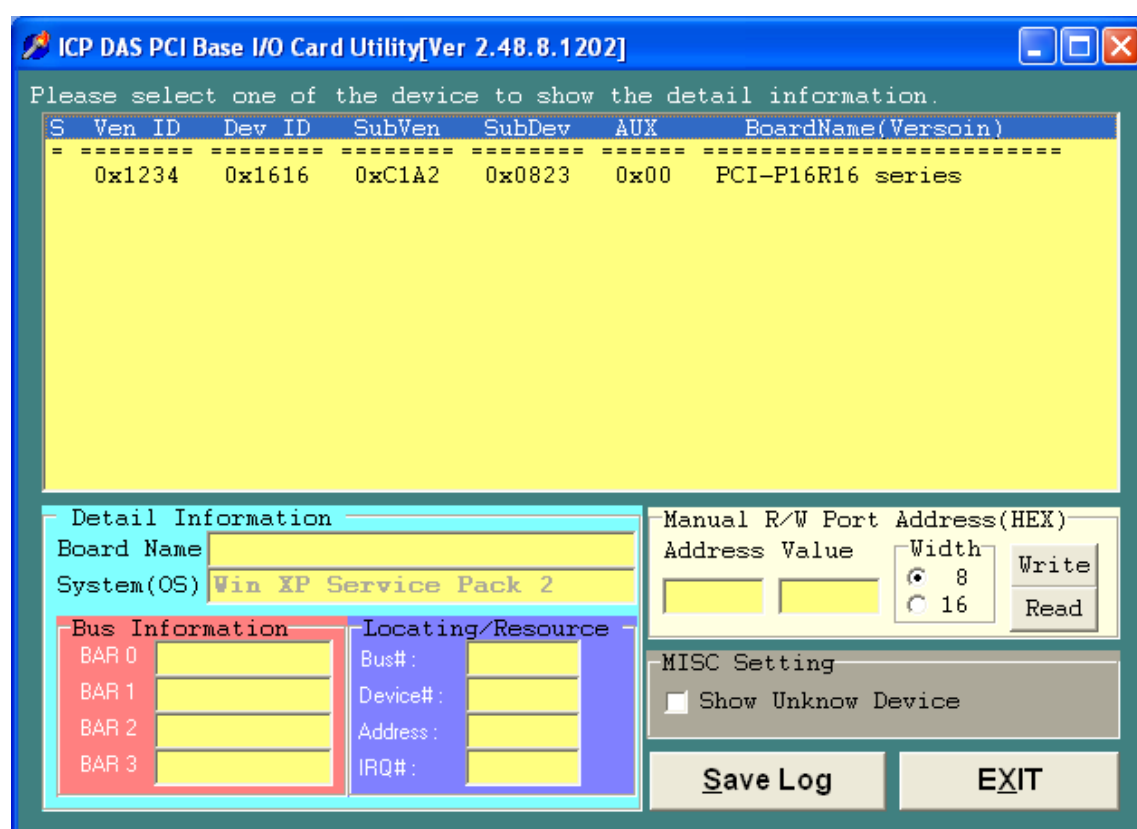 ICP DAS PCI Base I/O Card Utility[Ver 2.48.8.1202]
Please select one of the device to show the detail information.
S Ven ID Dev ID SubVen SubDev AUX BoardName(Versoin)
= ======== ======== ======== ======== ====== =========================
0x1234 0x1616 0xC1A2 0x0823 0x00 PCI-P16R16 series
Detail Information
Board Name
System(OS) Win XP Service Pack 2
Bus Information
BAR 0
BAR 1
BAR 2
BAR 3
Locating/Resource
Bus# :
Device# :
Address :
IRQ# :
Manual R/W Port Address(HEX)
Address Value Width
8
16
Write
Read
MISC Setting
Show Unknow Device
Save Log
EXIT